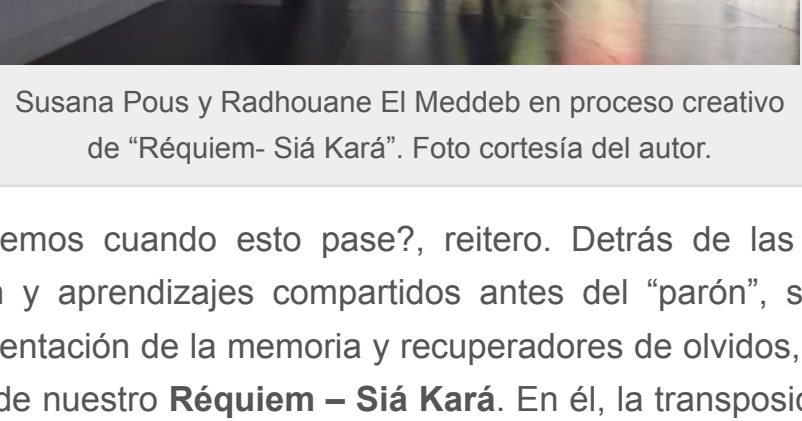 Susana Pous y Radhouane El Meddeb en proceso creativo
de “Réquiem- Siá Kará”. Foto cortesía del autor.
emos cuando esto pase?, reitero. Detrás de las
y aprendizajes compartidos antes del “parón”, s
entación de la memoria y recuperadores de olvidos,
de nuestro Réquiem – Siá Kará. En él, la transposic